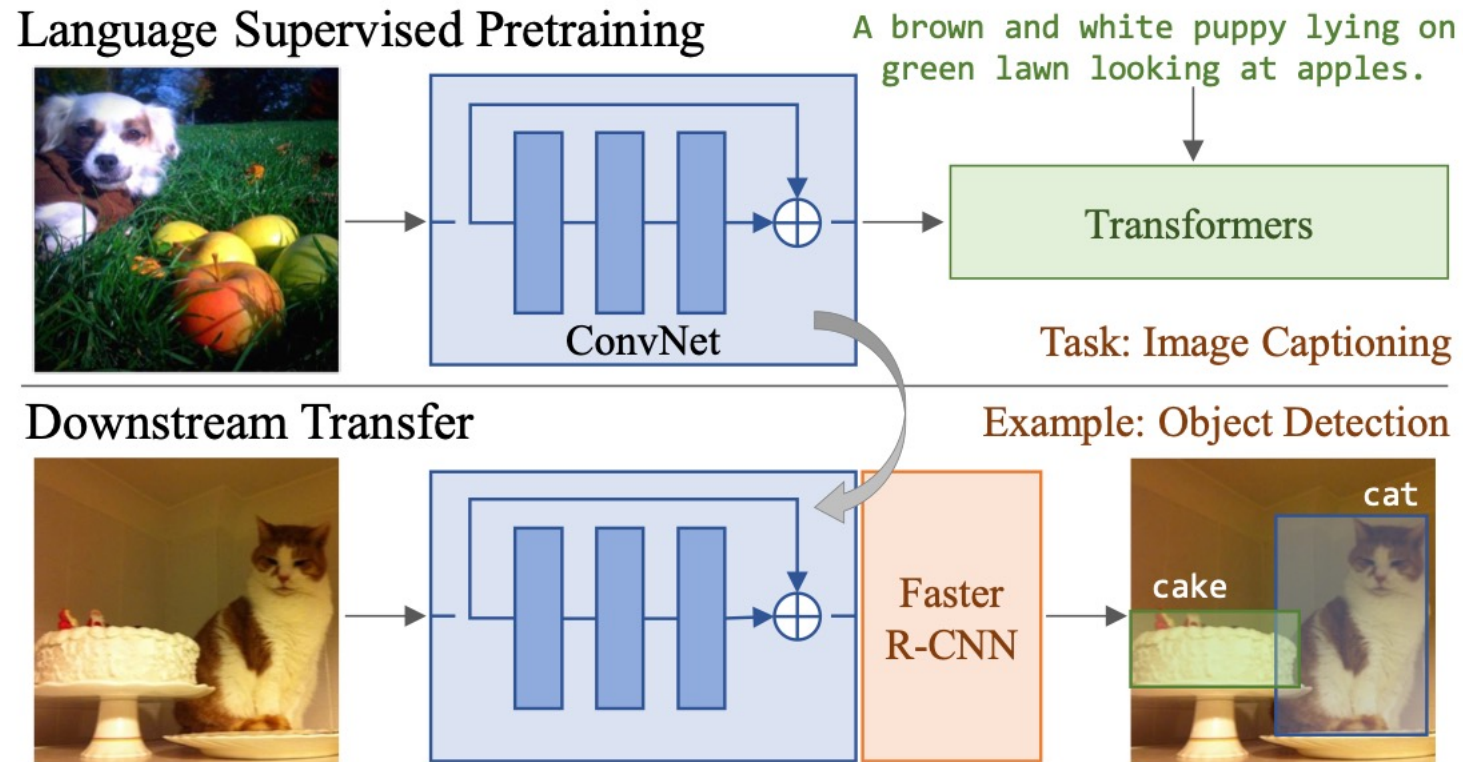 Language Supervised Pretraining
A brown and white puppy lying on
green lawn looking at apples.
ConvNet
Transformers
Task: Image Captioning
Downstream Transfer
Example: Object Detection
Faster
R-CNN
cake
cat